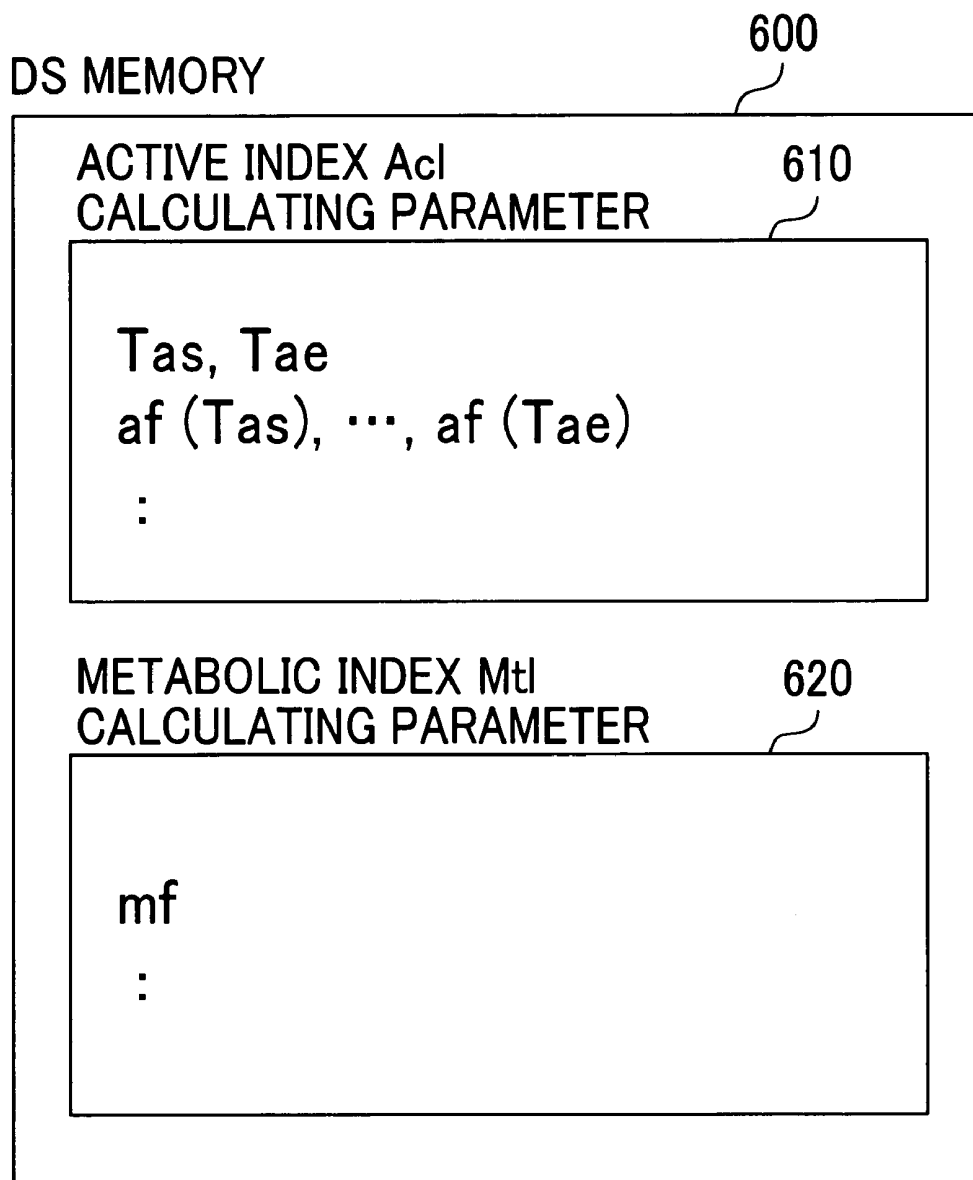 600
DS MEMORY
ACTIVE INDEX AcI
610
CALCULATING PARAMETER
Tas, Tae
af (Tas), ···, af (Tae)
:
METABOLIC INDEX MtI
620
CALCULATING PARAMETER
mf
: